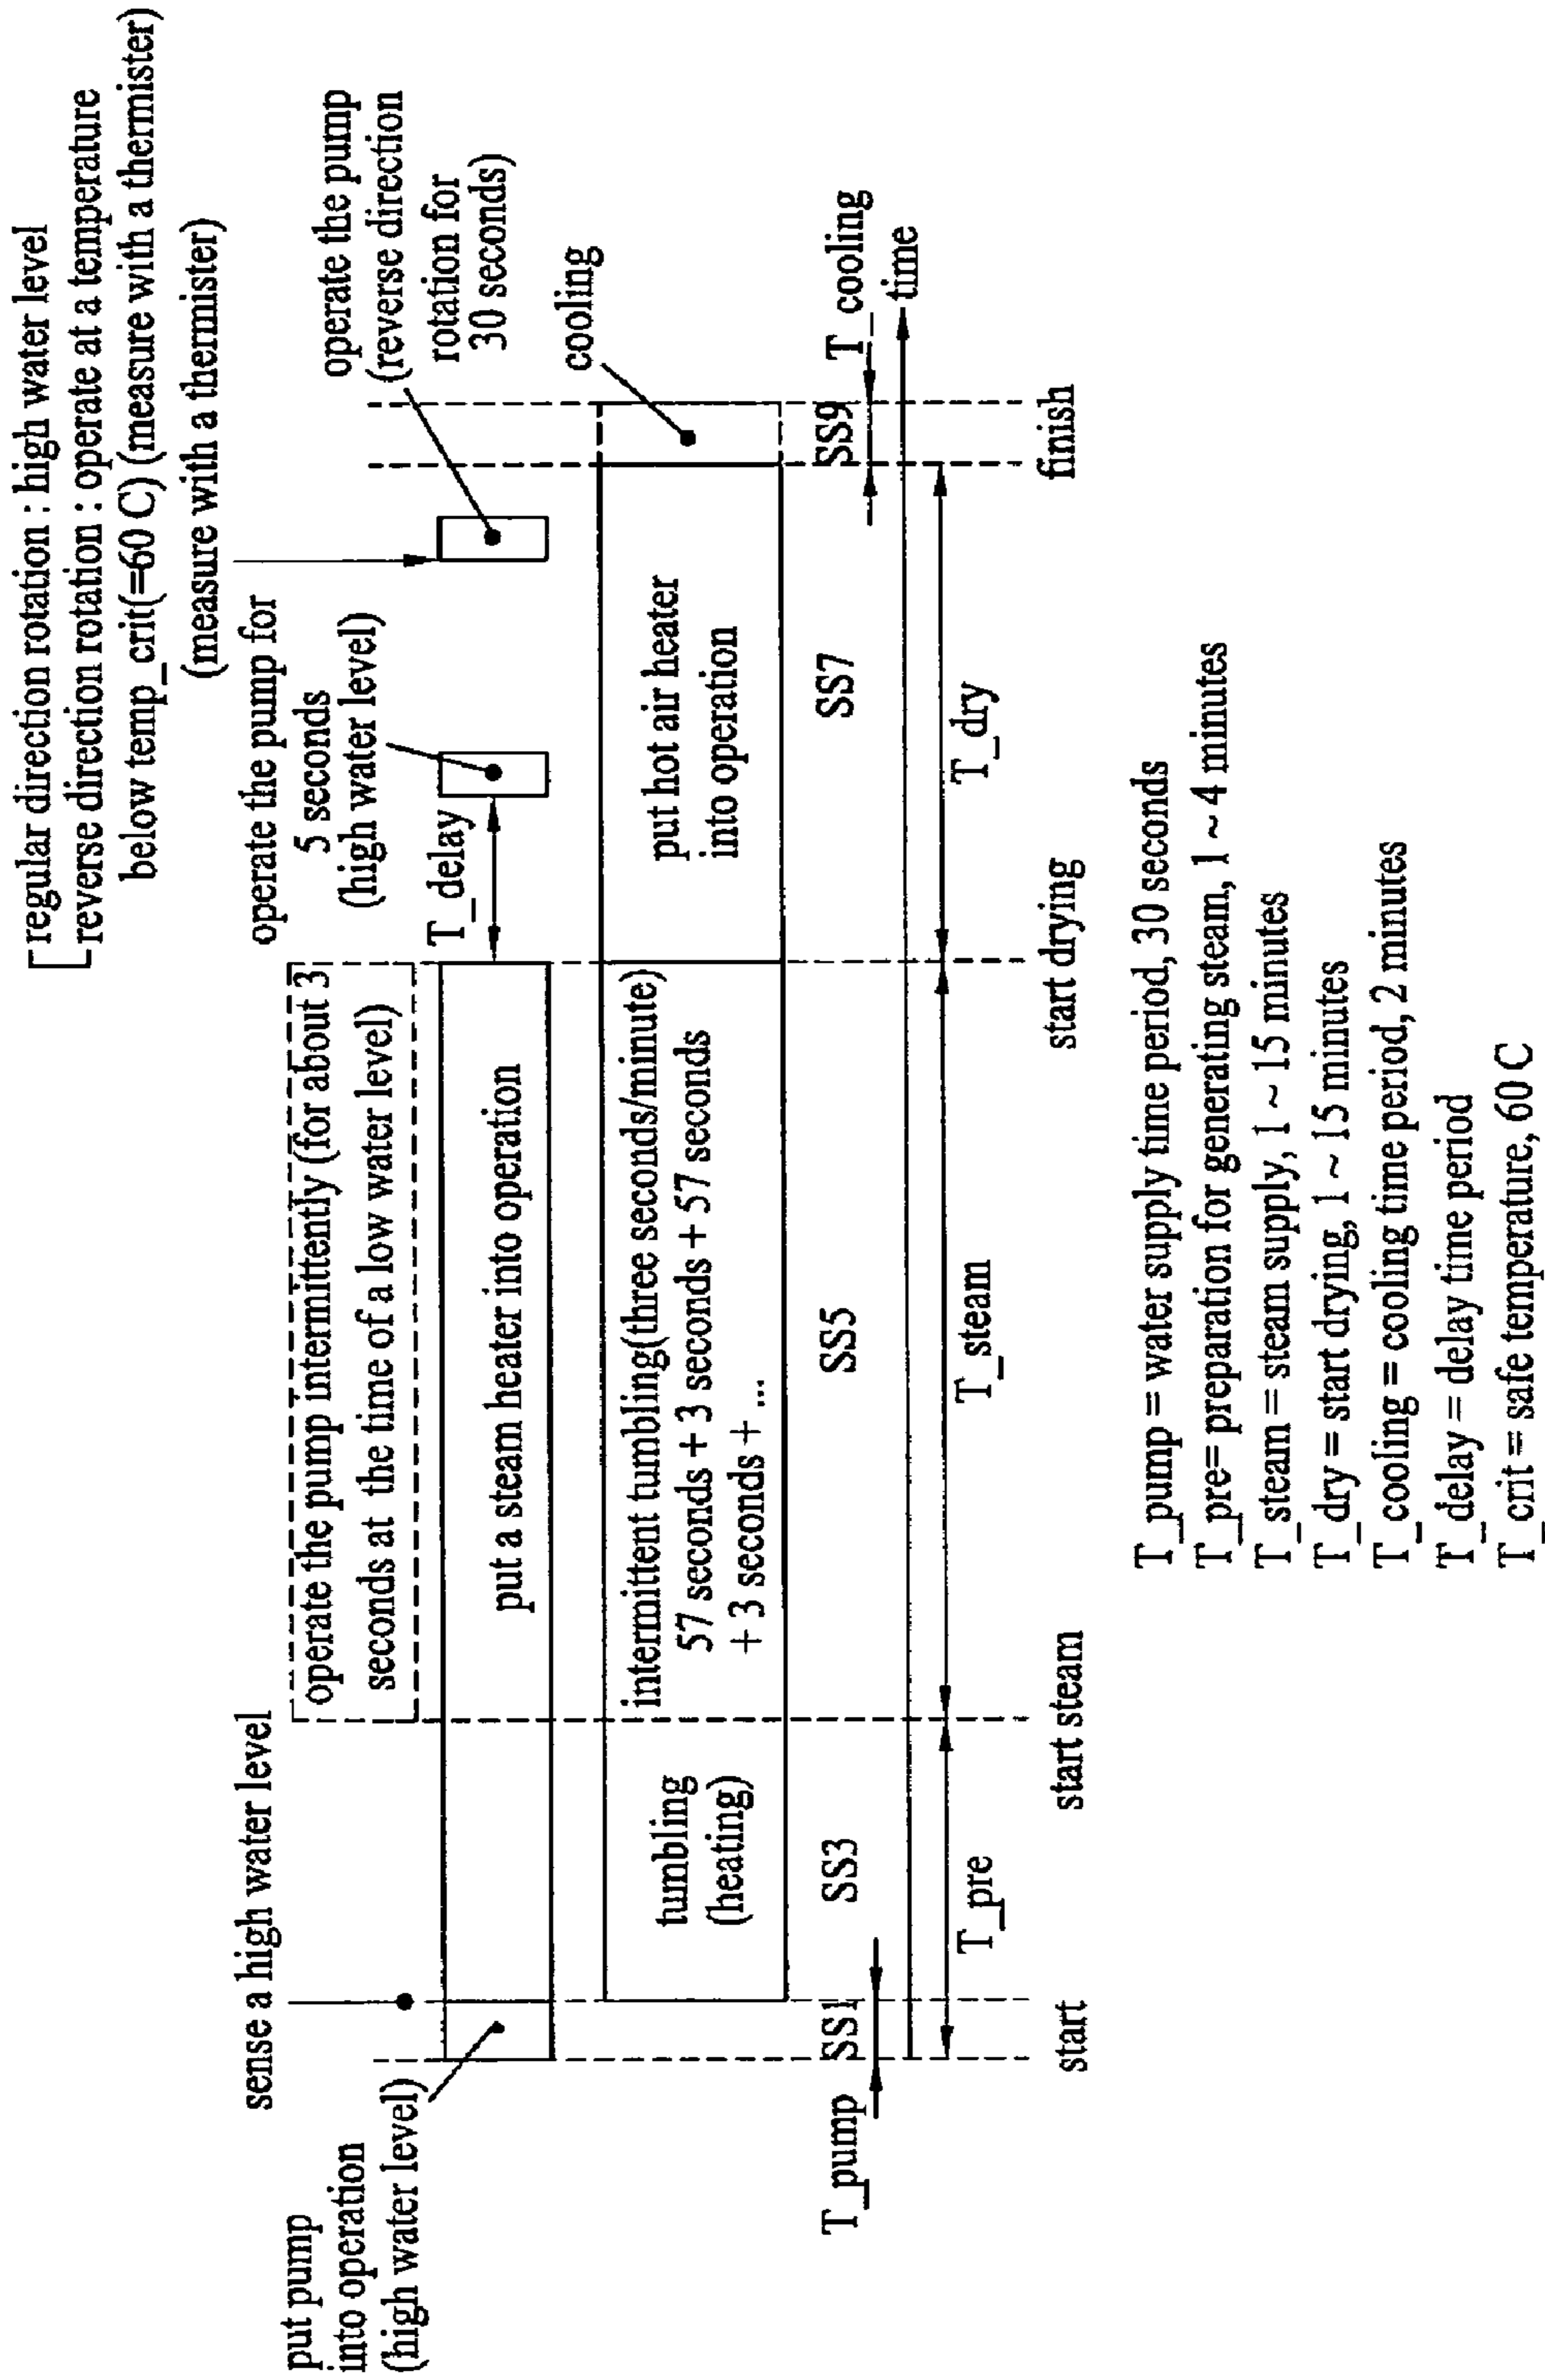 regular direction rotation : high water level
reverse direction rotation : operate at a temperature
below temp_crit(=60 C) (measure with a thermister)
(measure with a thermister)
sense a high water level
put pump
into operation
(high water level)
operate the pump intermittently (for about 3
seconds at the time of a low water level)
operate the pump for
5 seconds
(high water level)
operate the pump
(reverse direction
rotation for
30 seconds)
T_delay
put a steam heater into operation
cooling
tumbling
(heating)
intermittent tumbling(three seconds/minute)
57 seconds + 3 seconds + 57 seconds
+ 3 seconds + ...
put hot air heater
into operation
T_pump
SS1
SS3
SS5
SS7
SS9
T_cooling
time
T_pre
T_steam
T_dry
start
start steam
start drying
finish
T_pump = water supply time period, 30 seconds
T_pre= preparation for generating steam, 1 ~ 4 minutes
T_steam = steam supply, 1 ~ 15 minutes
T_dry = start drying, 1 ~ 15 minutes
T_cooling = cooling time period, 2 minutes
T_delay = delay time period
T_crit = safe temperature, 60 C